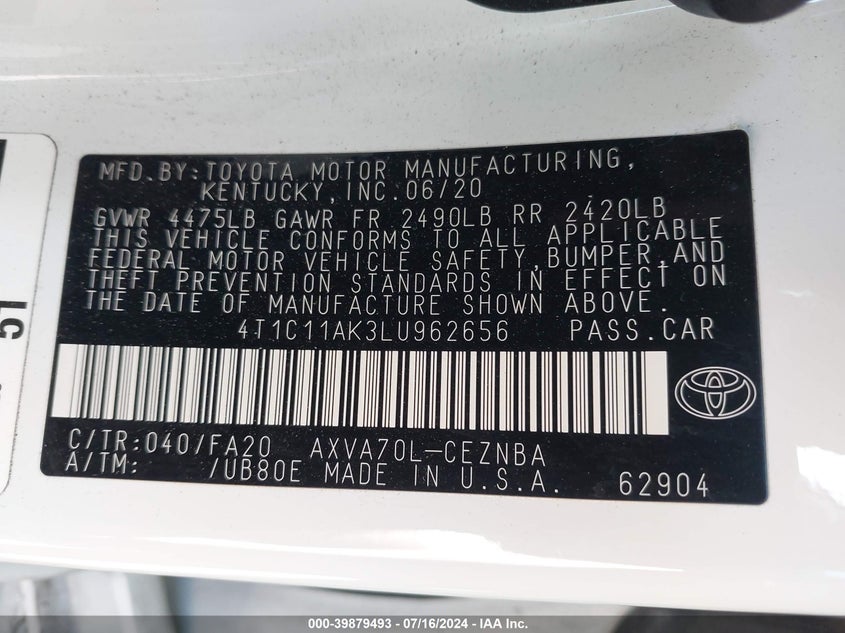 MFD.BY:TOYOTA MOTOR MANUFACTURING,
KENTUCKY,INC.06/20
GVWR 4475LB GAWR FR 2490LB RR 2420LB
THIS VEHICLE CONFORMS TO ALL APPLICABLE
FEDERAL MOTOR VEHICLE SAFETY,BUMPER,AND
THEFT PREVENTION STANDARDS IN EFFECT ON
THE DATE OF MANUFACTURE SHOWN ABOVE.
4T1C11AK3LU962656 PASS.CAR
C/TR:040/FA20 AXVA70L-CEZNBA
A/TM: /UB80E MADE IN U.S.A. 62904
000-39879493 - 07/16/2024 - IAA Inc.